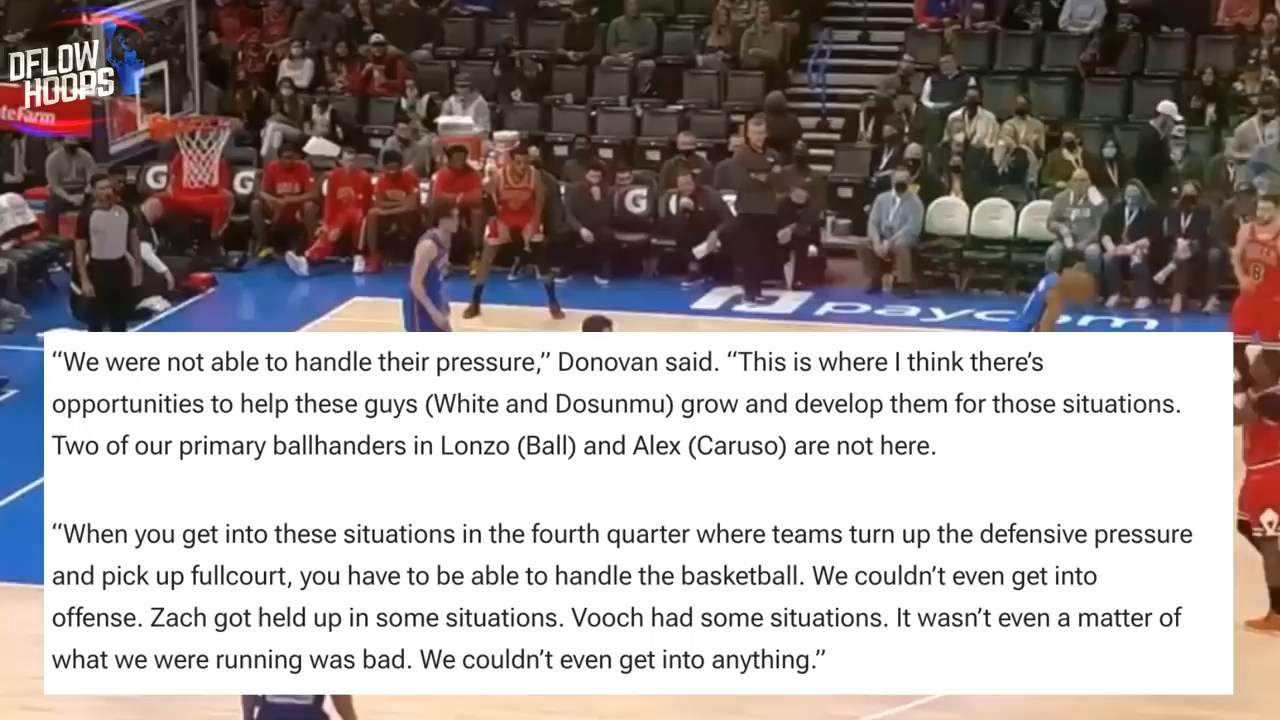 DFLOW
HOOPS
teFarm
G
G
G
payc
m
8
“We were not able to handle their pressure,” Donovan said. “This is where I think there’s
opportunities to help these guys (White and Dosunmu) grow and develop them for those situations.
Two of our primary ballhanders in Lonzo (Ball) and Alex (Caruso) are not here.
“When you get into these situations in the fourth quarter where teams turn up the defensive pressure
and pick up fullcourt, you have to be able to handle the basketball. We couldn’t even get into
offense. Zach got held up in some situations. Vooch had some situations. It wasn’t even a matter of
what we were running was bad. We couldn’t even get into anything.”